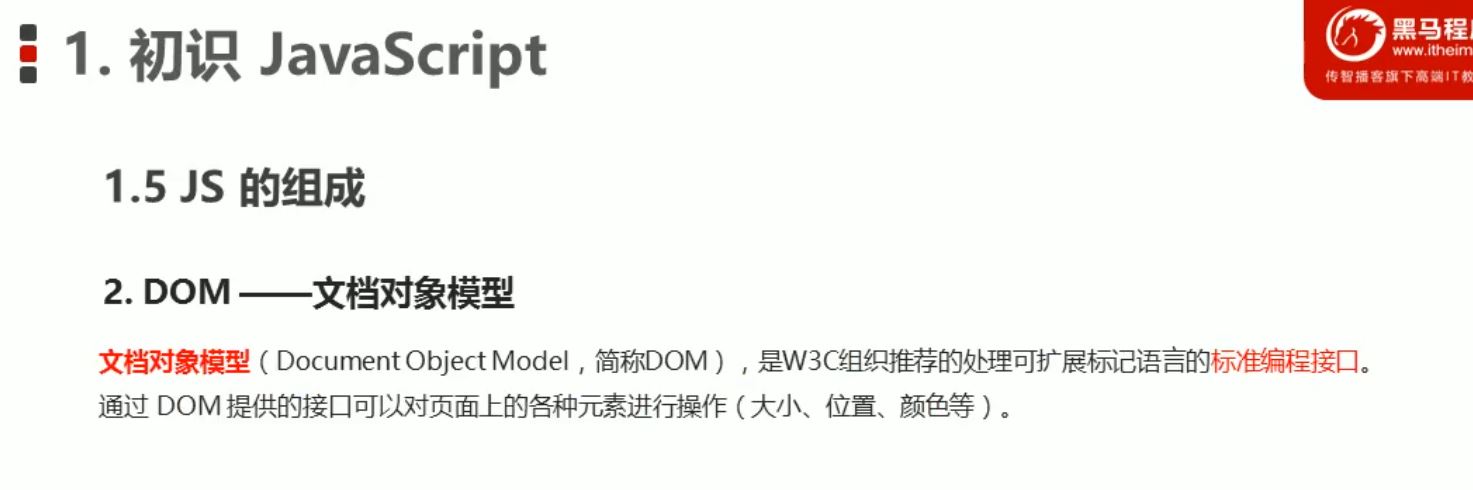 1. 初识 JavaScript
黑马程
www.itheim
传智播客旗下高端IT教
1.5 JS 的组成
2. DOM ——文档对象模型
文档对象模型（Document Object Model，简称DOM），是W3C组织推荐的处理可扩展标记语言的标准编程接口。
通过 DOM 提供的接口可以对页面上的各种元素进行操作（大小、位置、颜色等）。